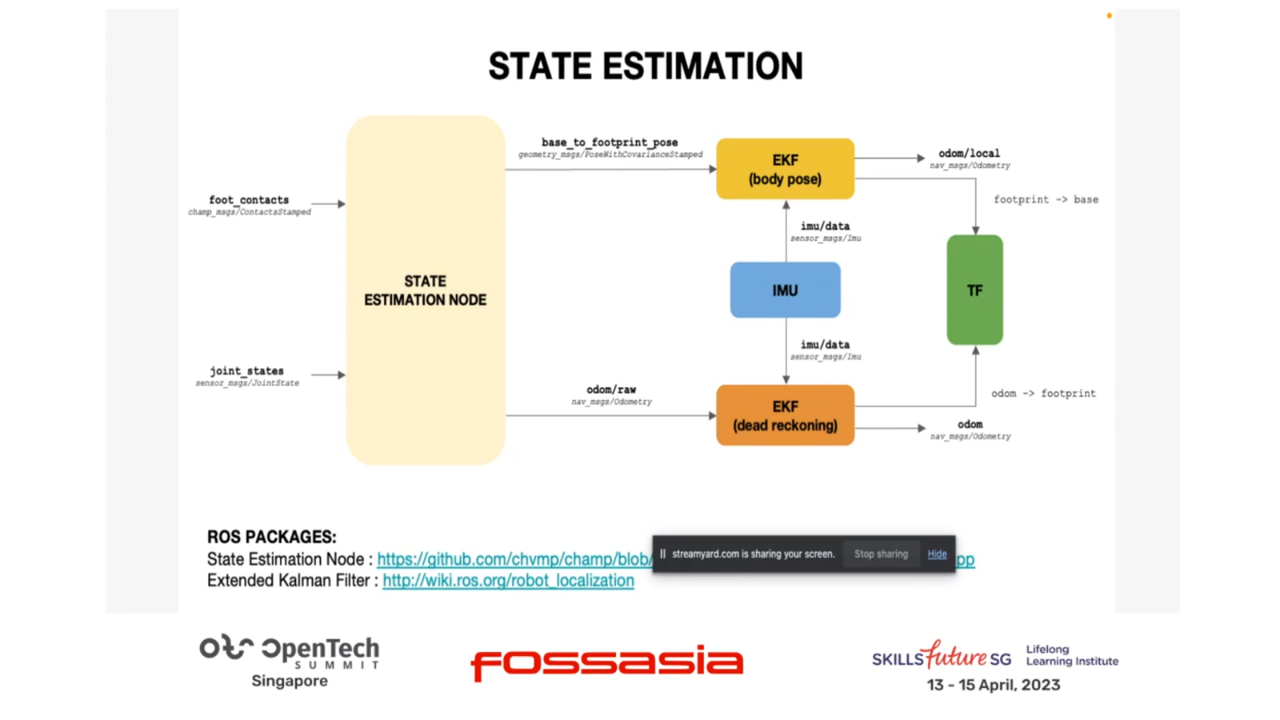 STATE ESTIMATION
base_to_footprint_pose
geometry_msgs/PoseWithCovarianceStamped
foot_contacts
champ_msgs/ContactsStamped
STATE
ESTIMATION NODE
joint_states
sensor_msgs/JointState
odom/raw
nav_msgs/Odometry
EKF
(body pose)
imu/data
sensor_msgs/Imu
IMU
imu/data
sensor_msgs/Imu
EKF
(dead reckoning)
odom/local
nav_msgs/Odometry
footprint -> base
TF
odom -> footprint
odom
nav_msgs/Odometry
ROS PACKAGES:
State Estimation Node : https://github.com/chvmp/champ/blob/ pp
streamyard.com is sharing your screen. Stop sharing Hide
Extended Kalman Filter : http://wiki.ros.org/robot_localization
OpenTech
SUMMIT
Singapore
FOSSASIA
SKILLS future SG
Lifelong
Learning Institute
13 - 15 April, 2023